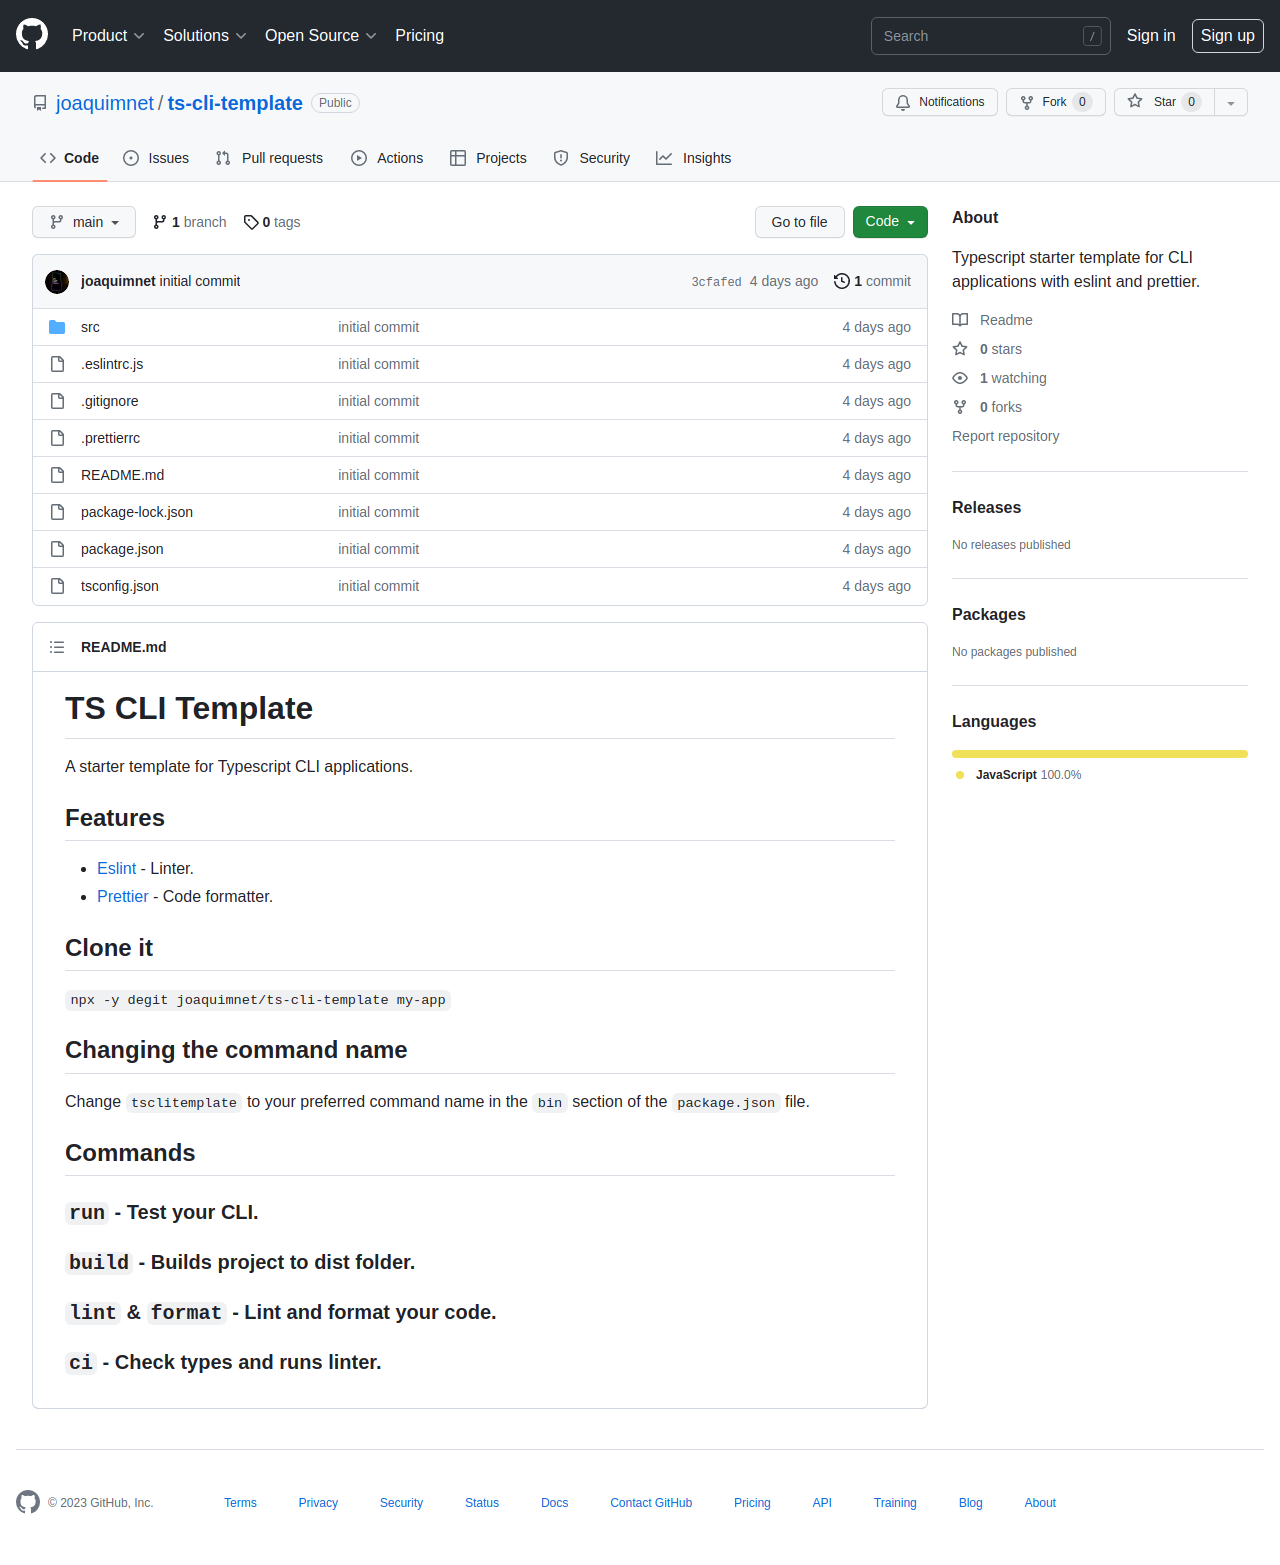 Product Solutions Open Source Pricing Search / Sign in Sign up
joaquimnet / ts-cli-template Public Notifications Fork 0 Star 0
Code Issues Pull requests Actions Projects Security Insights
main 1 branch 0 tags Go to file Code
joaquimnet initial commit 3cfafed 4 days ago 1 commit
src initial commit 4 days ago
.eslintrc.js initial commit 4 days ago
.gitignore initial commit 4 days ago
.prettierrc initial commit 4 days ago
README.md initial commit 4 days ago
package-lock.json initial commit 4 days ago
package.json initial commit 4 days ago
tsconfig.json initial commit 4 days ago
README.md
TS CLI Template
A starter template for Typescript CLI applications.
Features
• Eslint - Linter.
• Prettier - Code formatter.
Clone it
npx -y degit joaquimnet/ts-cli-template my-app
Changing the command name
Change tsclitemplate to your preferred command name in the bin section of the package.json file.
Commands
run - Test your CLI.
build - Builds project to dist folder.
lint & format - Lint and format your code.
ci - Check types and runs linter.
About
Typescript starter template for CLI
applications with eslint and prettier.
Readme
0 stars
1 watching
0 forks
Report repository
Releases
No releases published
Packages
No packages published
Languages
JavaScript 100.0%
© 2023 GitHub, Inc. Terms Privacy Security Status Docs Contact GitHub Pricing API Training Blog About